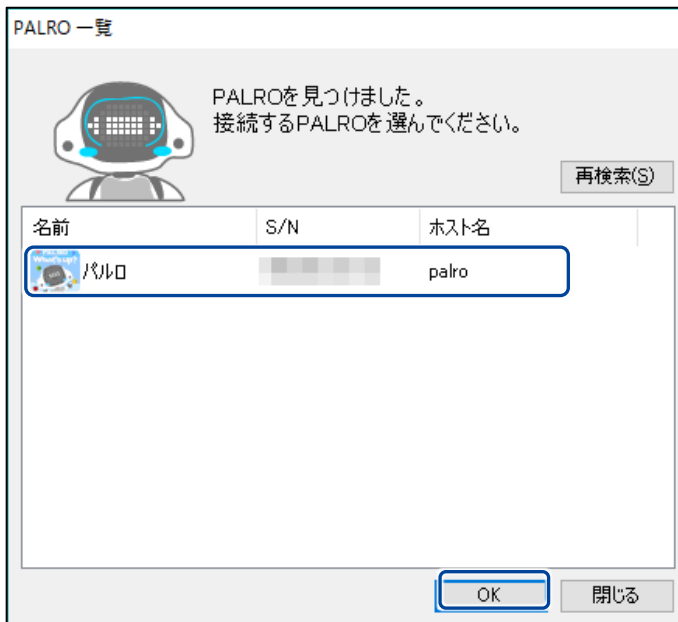 PALRO 一覧
PALROを見つけました。
接続するPALROを選んでください。
再検索(S)
名前 S/N ホスト名
What's up?
パルロ palro
OK 閉じる